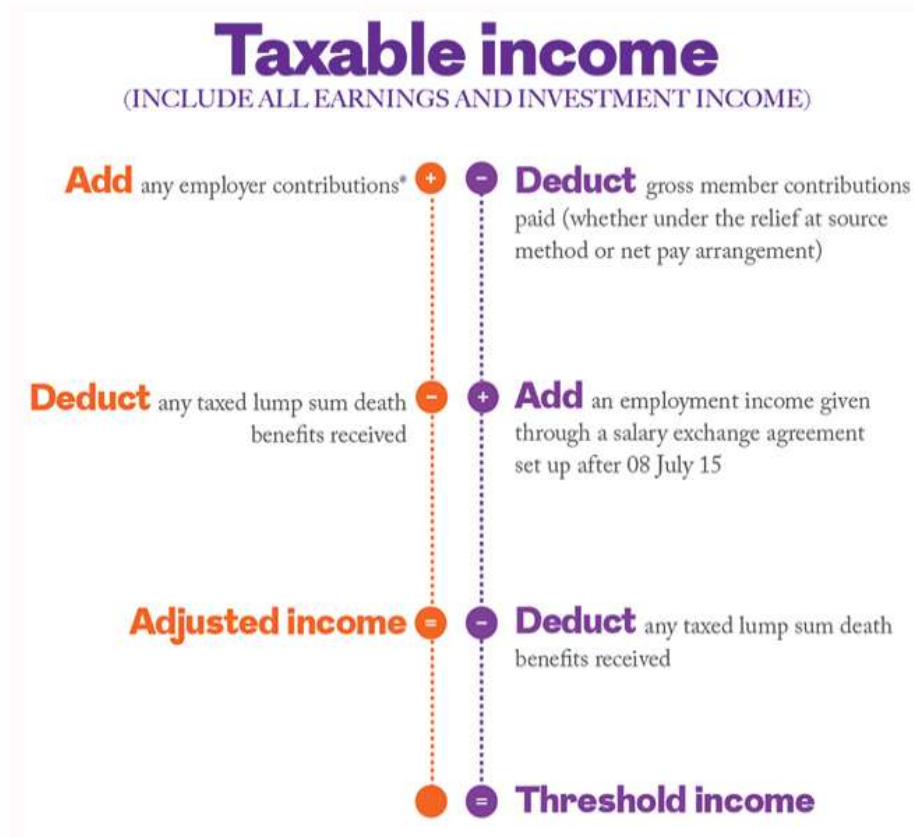 Taxable income
(INCLUDE ALL EARNINGS AND INVESTMENT INCOME)
Add any employer contributions*
Deduct any taxed lump sum death
benefits received
Adjusted income
Deduct gross member contributions
paid (whether under the relief at source
method or net pay arrangement)
Add an employment income given
through a salary exchange agreement
set up after 08 July 15
Deduct any taxed lump sum death
benefits received
Threshold income